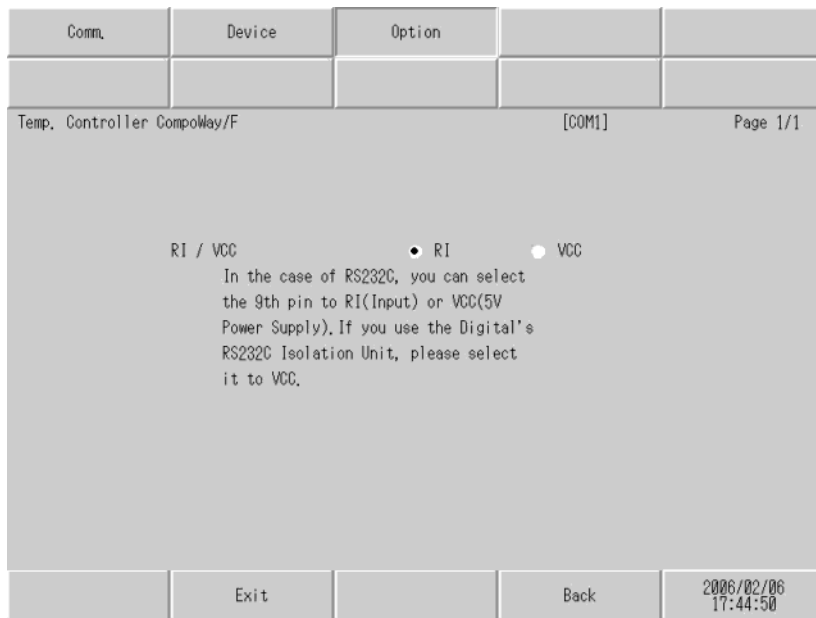 Comm. Device Option
Temp. Controller CompoWay/F [COM1] Page 1/1
RI / VCC RI VCC
In the case of RS232C, you can select
the 9th pin to RI(Input) or VCC(5V
Power Supply).If you use the Digital's
RS232C Isolation Unit, please select
it to VCC.
Exit Back 2006/02/06
17:44:50